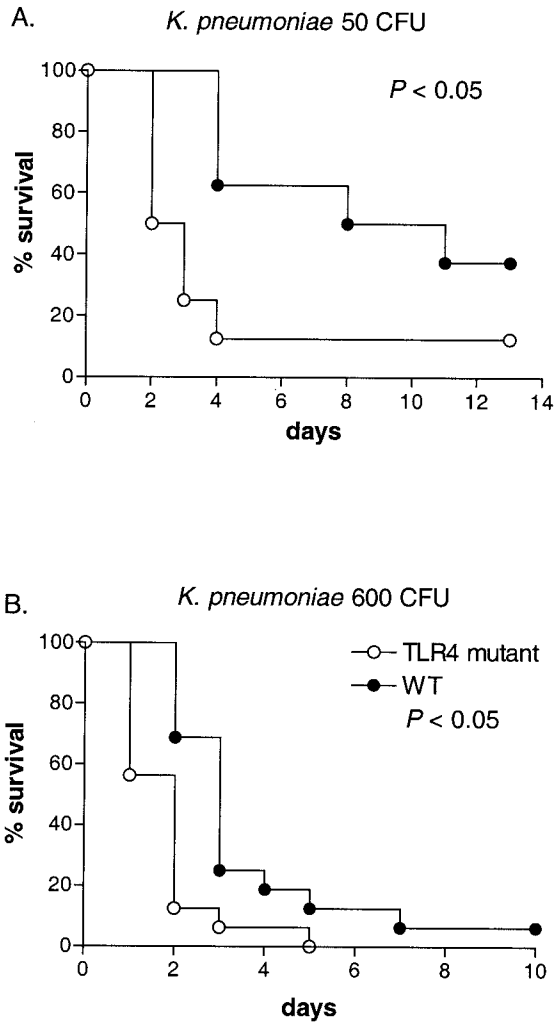 A.
K. pneumoniae 50 CFU
P < 0.05
% survival
100
80
60
40
20
0
0 2 4 6 8 10 12 14
days
B.
K. pneumoniae 600 CFU
TLR4 mutant
WT
P < 0.05
% survival
100
80
60
40
20
0
0 2 4 6 8 10
days